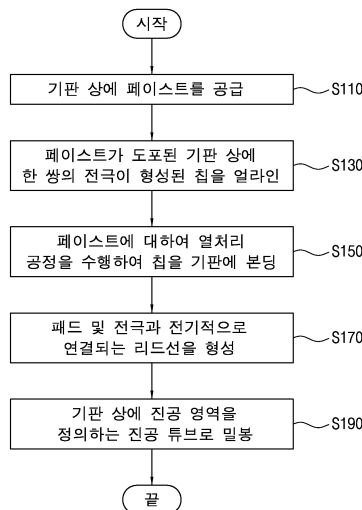 시작
기판 상에 페이스트를 공급
S110
페이스트가 도포된 기판 상에
한 쌍의 전극이 형성된 칩을 얼라인
S130
페이스트에 대하여 열처리
공정을 수행하여 칩을 기판에 본딩
S150
패드 및 전극과 전기적으로
연결되는 리드선을 형성
S170
기판 상에 진공 영역을
정의하는 진공 튜브로 밀봉
S190
끝